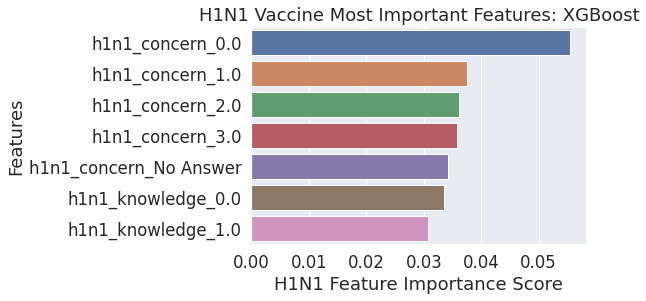 H1N1 Vaccine Most Important Features: XGBoost
Features
h1n1_concern_0.0
h1n1_concern_1.0
h1n1_concern_2.0
h1n1_concern_3.0
h1n1_concern_No Answer
h1n1_knowledge_0.0
h1n1_knowledge_1.0
0.00 0.01 0.02 0.03 0.04 0.05
H1N1 Feature Importance Score